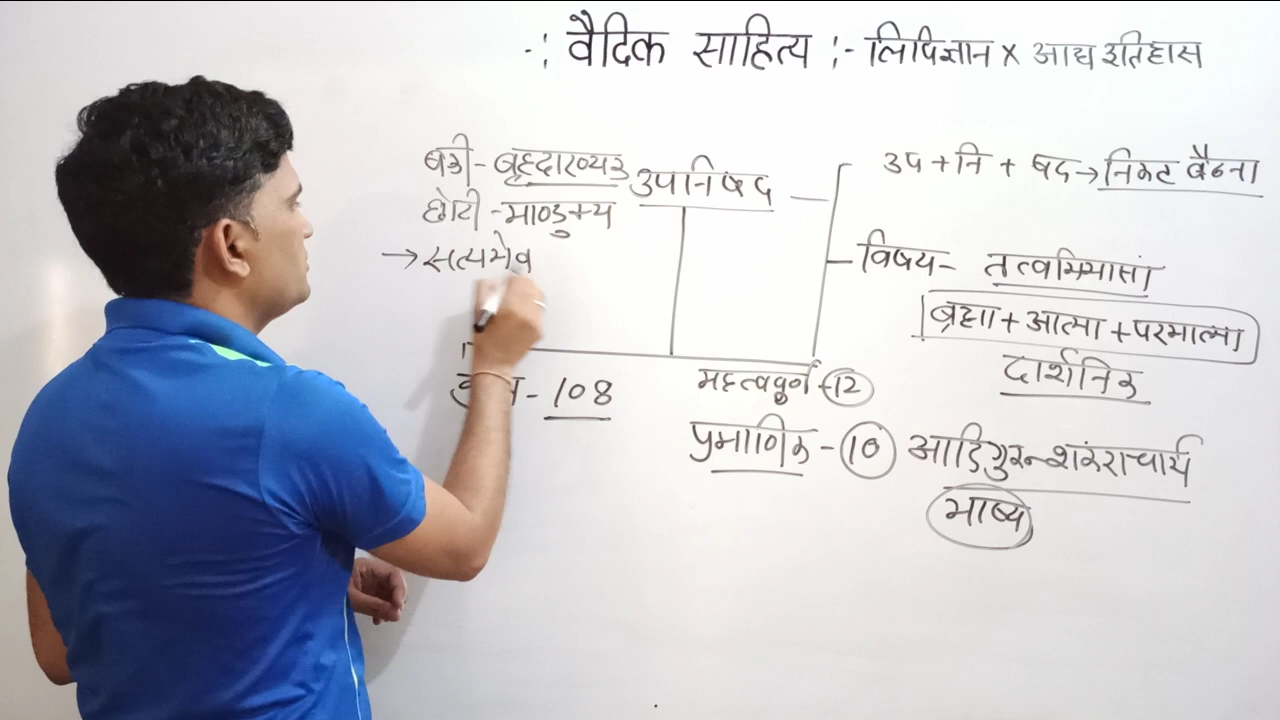 -: वैदिक साहित्य :- लिपिज्ञान x आद्य इतिहास
बडी - बृहदारण्यक
छोटी - माण्डुक्य
→ सत्यमेव
उपनिषद
उप + नि + षद → निकट बैठना
विषय - तत्वमिमासां
ब्रह्मा + आत्मा + परमात्मा
दार्शनिक
108
महत्वपूर्ण - 12
प्रमाणिक - 10 आदिगुरू शंकराचार्य
भाष्य